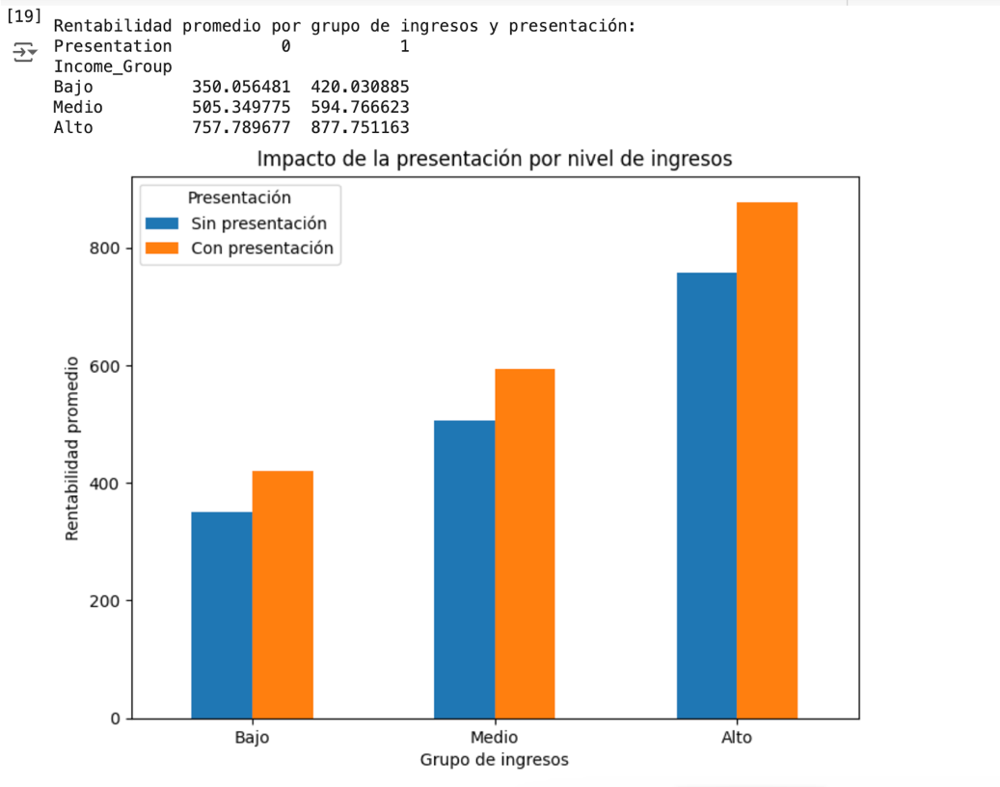 [19]
Rentabilidad promedio por grupo de ingresos y presentación:
Presentation 0 1
Income_Group
Bajo 350.056481 420.030885
Medio 505.349775 594.766623
Alto 757.789677 877.751163
Impacto de la presentación por nivel de ingresos
Presentación
Sin presentación
Con presentación
800
600
400
200
0
Rentabilidad promedio
Bajo Medio Alto
Grupo de ingresos